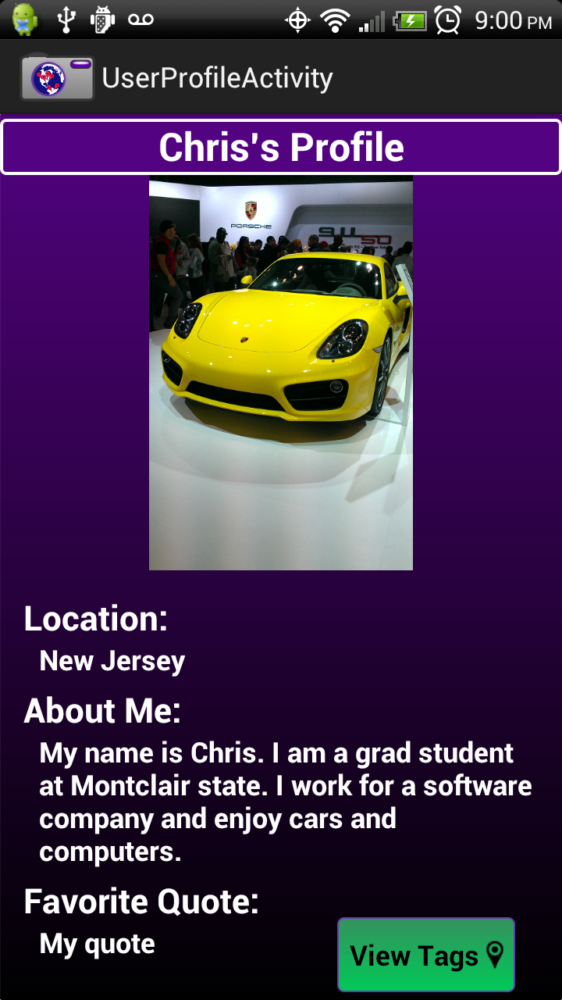 9:00 PM
UserProfileActivity
Chris's Profile
PORSCHE
911 50
Location:
New Jersey
About Me:
My name is Chris. I am a grad student
at Montclair state. I work for a software
company and enjoy cars and
computers.
Favorite Quote:
My quote
View Tags